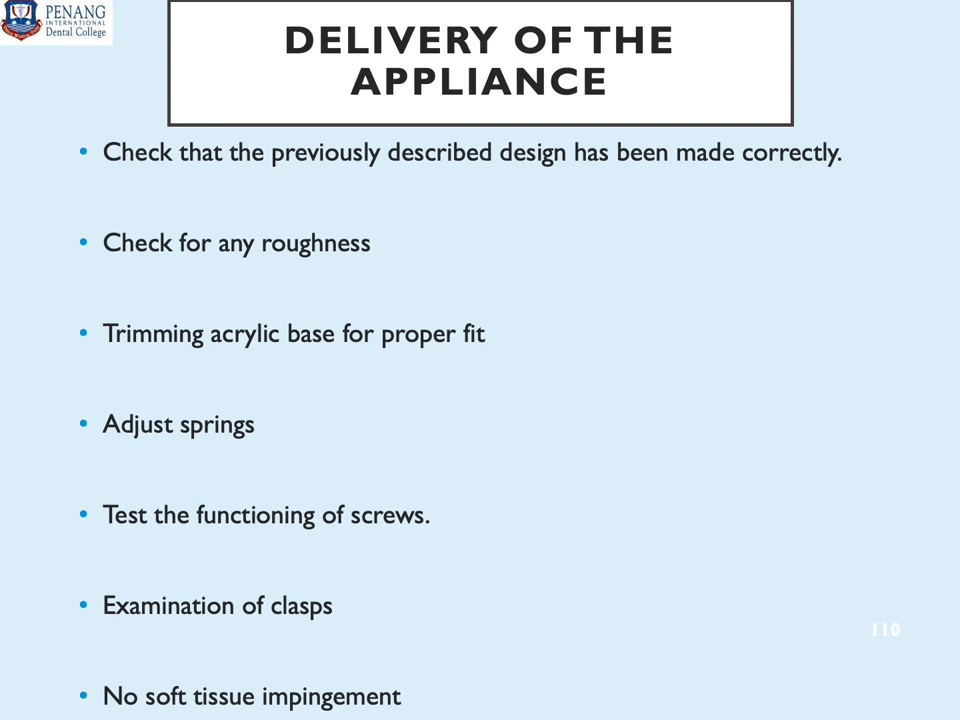 PENANG
INTERNATIONAL
Dental College
DELIVERY OF THE
APPLIANCE
• Check that the previously described design has been made correctly.
• Check for any roughness
• Trimming acrylic base for proper fit
• Adjust springs
• Test the functioning of screws.
• Examination of clasps
110
• No soft tissue impingement